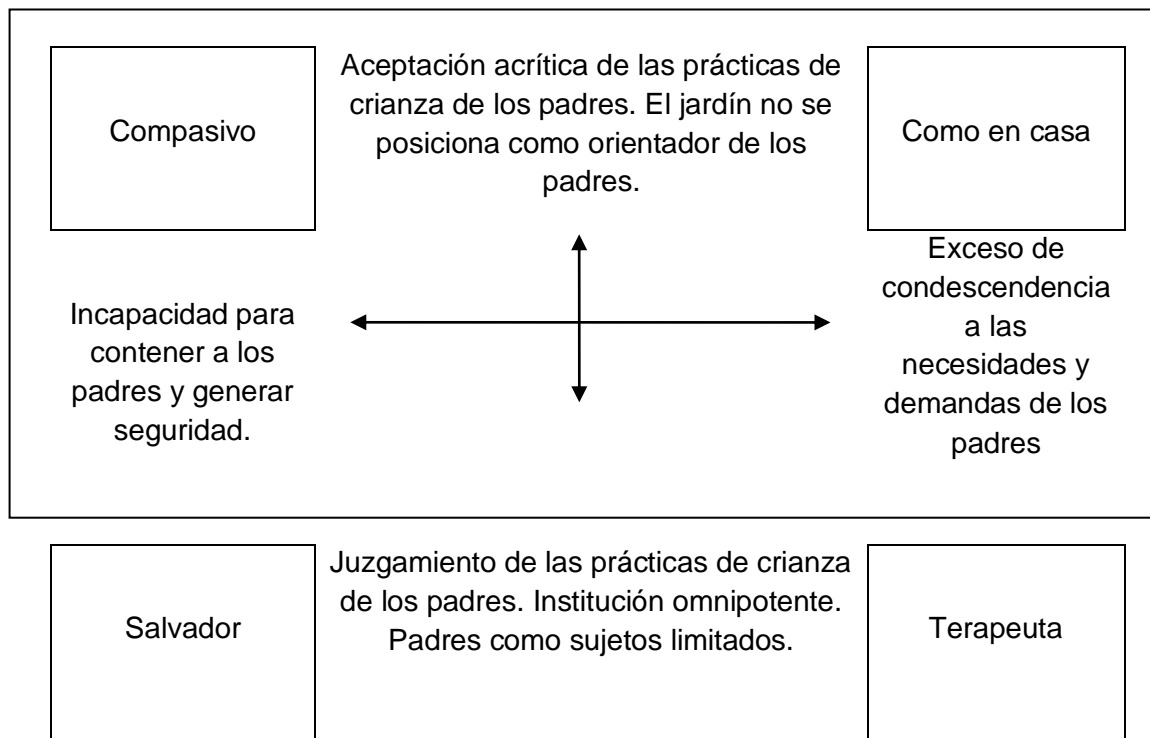 Compasivo
Aceptación acrítica de las prácticas de
crianza de los padres. El jardín no se
posiciona como orientador de los
padres.
Como en casa
Incapacidad para
contener a los
padres y generar
seguridad.
Exceso de
condescendencia
a las
necesidades y
demandas de los
padres
Salvador
Juzgamiento de las prácticas de crianza
de los padres. Institución omnipotente.
Padres como sujetos limitados.
Terapeuta